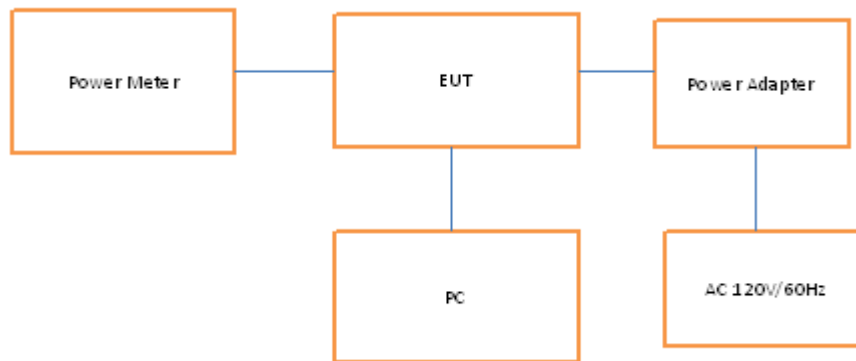 Power Meter
EUT
Power Adapter
PC
AC 120V/60Hz